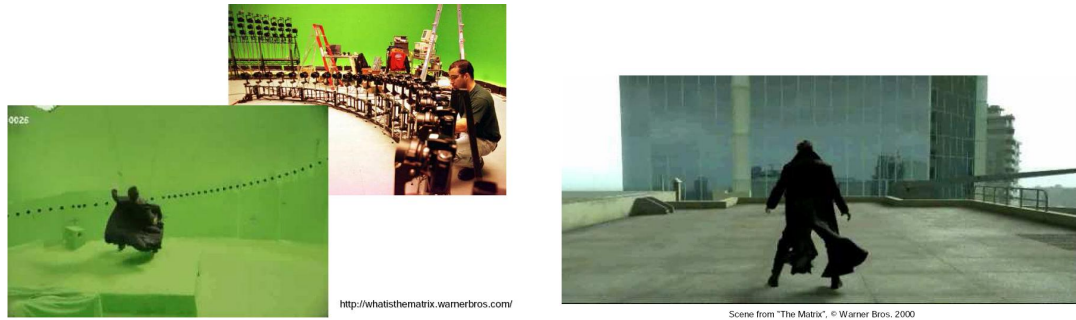 0026
http://whatisthematrix.warnerbros.com/
Scene from "The Matrix", © Warner Bros. 2000